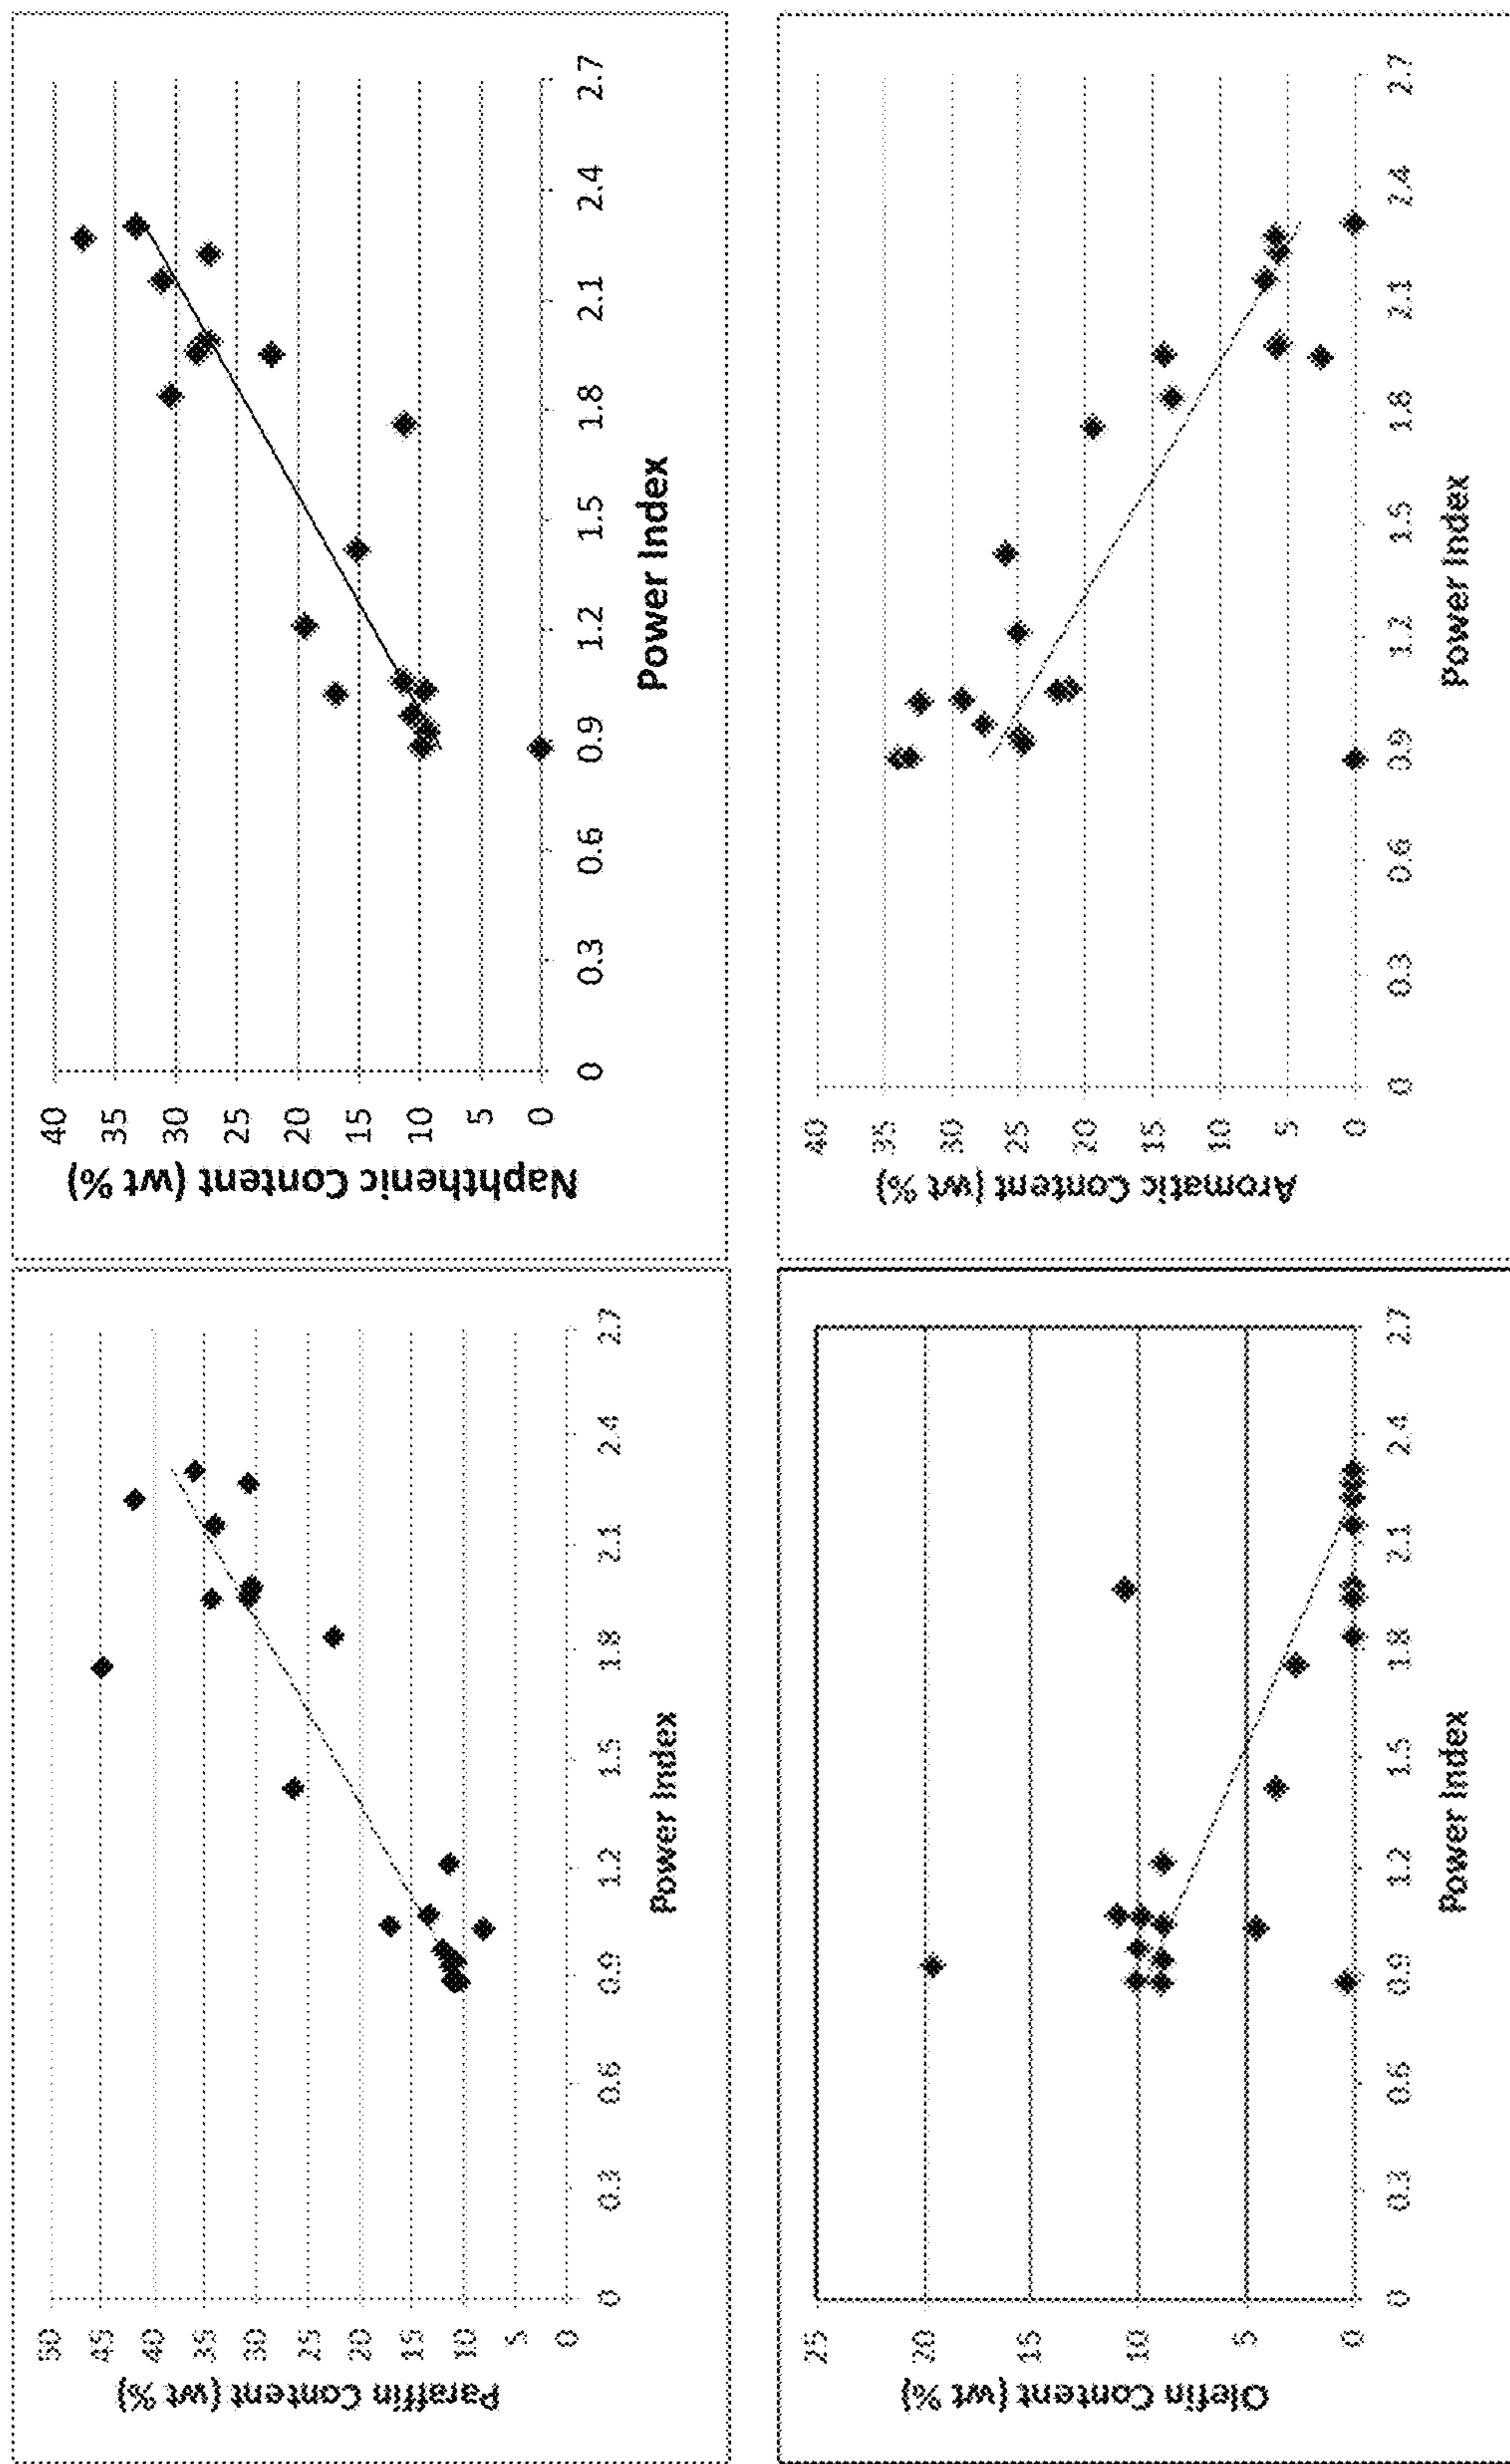 Paraffin Content (wt %)
50
45
40
35
30
25
20
15
10
5
0
0 0.3 0.6 0.9 1.2 1.5 1.8 2.1 2.4 2.7
Power Index
Naphthenic Content (wt %)
40
35
30
25
20
15
10
5
0
0 0.3 0.6 0.9 1.2 1.5 1.8 2.1 2.4 2.7
Power Index
Olefin Content (wt %)
25
20
15
10
5
0
0 0.3 0.6 0.9 1.2 1.5 1.8 2.1 2.4 2.7
Power Index
Aromatic Content (wt %)
40
35
30
25
20
15
10
5
0
0 0.3 0.6 0.9 1.2 1.5 1.8 2.1 2.4 2.7
Power Index